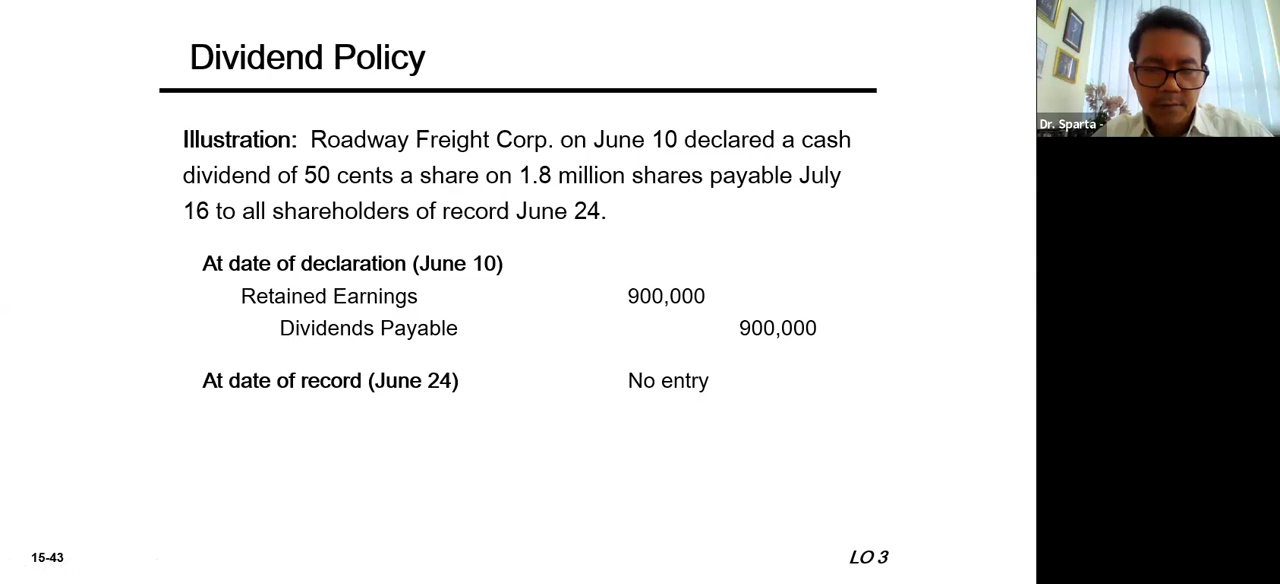 Dividend Policy
Illustration: Roadway Freight Corp. on June 10 declared a cash
dividend of 50 cents a share on 1.8 million shares payable July
16 to all shareholders of record June 24.
At date of declaration (June 10)
Retained Earnings 900,000
Dividends Payable 900,000
At date of record (June 24) No entry
15-43
LO 3
Dr. Sparta -